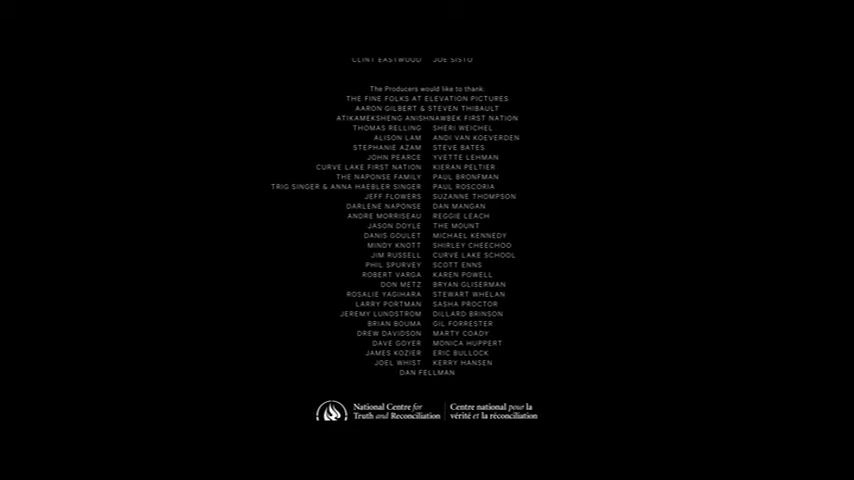 CLINT EASTWOOD JOE SISTO
The Producers would like to thank:
THE FINE FOLKS AT ELEVATION PICTURES
AARON GILBERT & STEVEN THIBAULT
ATIKAMEKSHENG ANISHNAWBEK FIRST NATION
THOMAS RELLING SHERI WEICHEL
ALISON LAM ANDI VAN KOEVERDEN
STEPHANIE AZAM STEVE BATES
JOHN PEARCE YVETTE LEHMAN
CURVE LAKE FIRST NATION KIERAN PELTIER
THE NAPONSE FAMILY PAUL BRONFMAN
TRIG SINGER & ANNA HAEBLER SINGER PAUL ROSCORIA
JEFF FLOWERS SUZANNE THOMPSON
DARLENE NAPONSE DAN MANGAN
ANDRE MORRISEAU REGGIE LEACH
JASON DOYLE THE MOUNT
DANIS GOULET MICHAEL KENNEDY
MINDY KNOTT SHIRLEY CHEECHOO
JIM RUSSELL CURVE LAKE SCHOOL
PHIL SPURVEY SCOTT ENNS
ROBERT VARGA KAREN POWELL
DON METZ BRYAN GLISERMAN
ROSALIE YAGIHARA STEWART WHELAN
LARRY PORTMAN SASHA PROCTOR
JEREMY LUNDSTROM DILLARD BRINSON
BRIAN BOUMA GIL FORRESTER
DREW DAVIDSON MARTY COADY
DAVE GOYER MONICA HUPPERT
JAMES KOZIER ERIC BULLOCK
JOEL WHIST KERRY HANSEN
DAN FELLMAN
National Centre for Centre national pour la
Truth and Reconciliation vérité et la réconciliation